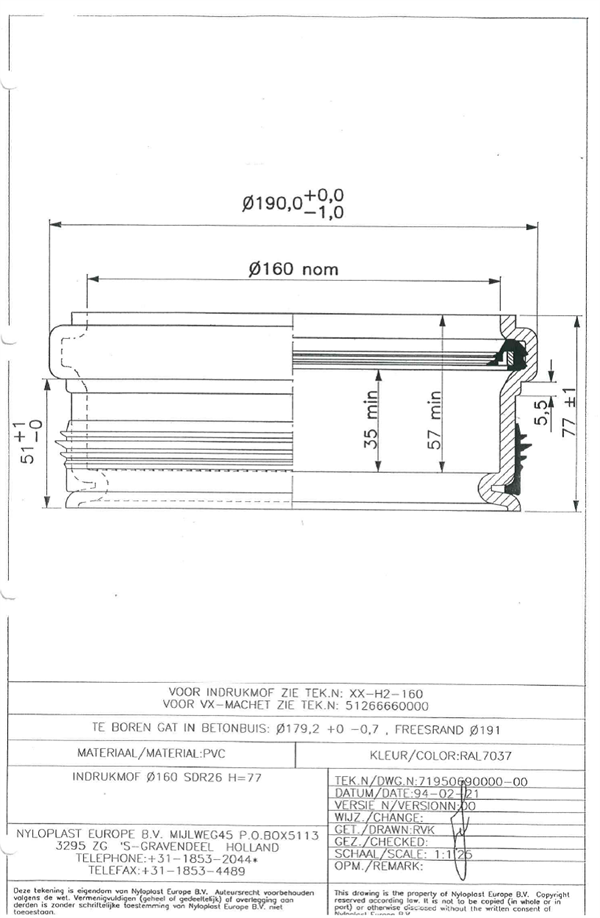 Ø190,0+0,0
-1,0
Ø160 nom
51+1
-0
35 min
57 min
5,5
77 ±1
VOOR INDRUKMOF ZIE TEK.N: XX-H2-160
VOOR VX-MACHET ZIE TEK.N: 51266660000
TE BOREN GAT IN BETONBUIS: Ø179,2 +0 -0,7 , FREESRAND Ø191
MATERIAAL/MATERIAL:PVC
KLEUR/COLOR:RAL7037
INDRUKMOF Ø160 SDR26 H=77
TEK.N/DWG.N:71950690000-00
DATUM/DATE:94-02-21
VERSIE N/VERSIONN:00
WIJZ./CHANGE:
GET./DRAWN:RVK
GEZ./CHECKED:
SCHAAL/SCALE: 1:1,25
OPM./REMARK:
NYLOPLAST EUROPE B.V. MIJLWEG45 P.O.BOX5113
3295 ZG 'S-GRAVENDEEL HOLLAND
TELEPHONE:+31-1853-2044*
TELEFAX:+31-1853-4489
Deze tekening is eigendom van Nyloplast Europe B.V. Auteursrecht voorbehouden
volgens de wet. Vermenigvuldigen (geheel of gedeeltelijk) of overlegging aan
derden is zonder schriftelijke toestemming van Nyloplast Europe B.V. niet
toegestaan.
This drawing is the property of Nyloplast Europe B.V. Copyright
reserved according law. It is not to be copied (in whole or in
part) or otherwise disclosed without the written consent of
Nyloplast Europe B.V.